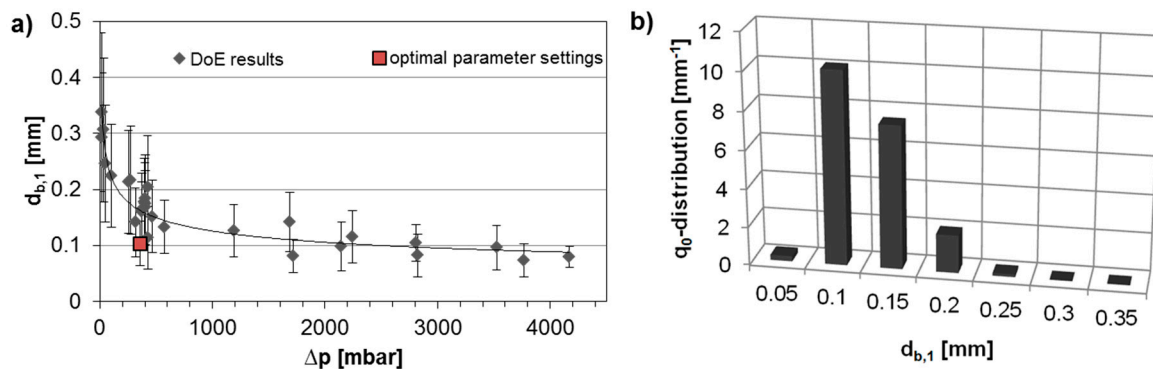 a)
0.5
0.4
0.3
0.2
0.1
0
d_b,1 [mm]
DoE results
optimal parameter settings
0 1000 2000 3000 4000
Δp [mbar]
b)
12
10
8
6
4
2
0
q₀-distribution [mm⁻¹]
0.05 0.1 0.15 0.2 0.25 0.3 0.35
d_b,1 [mm]